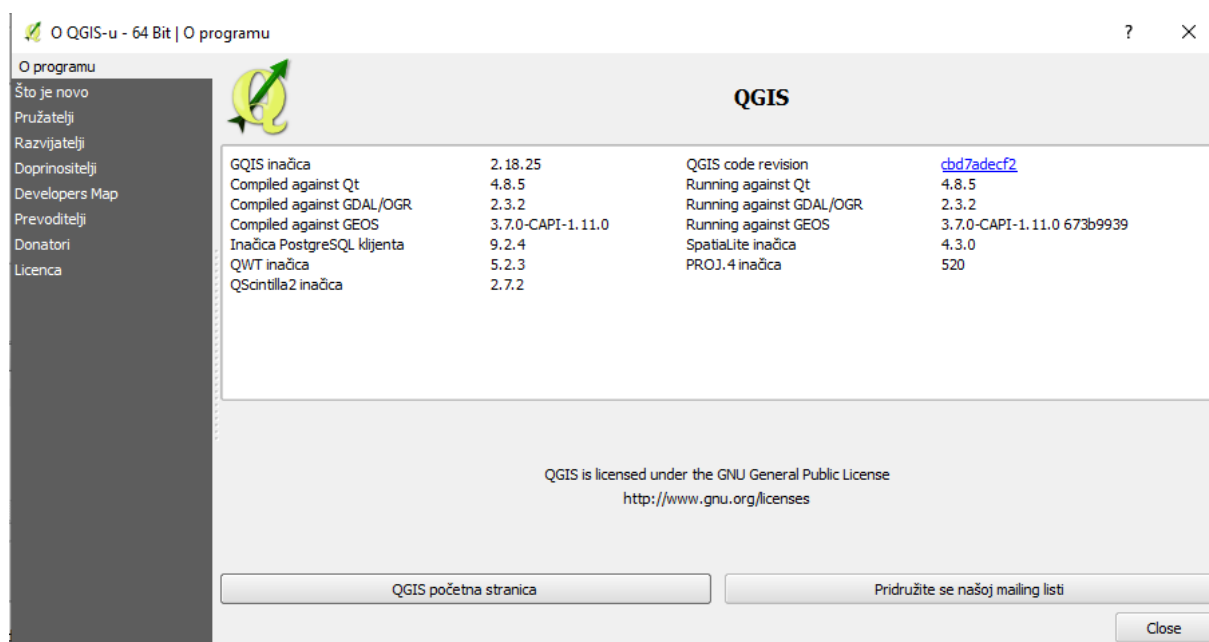 O QGIS-u - 64 Bit | O programu
O programu
Što je novo
Pružatelji
Razvijatelji
Doprinositelji
Developers Map
Prevoditelji
Donatori
Licenca
QGIS
GQIS inačica 2.18.25 QGIS code revision cbd7adecf2
Compiled against Qt 4.8.5 Running against Qt 4.8.5
Compiled against GDAL/OGR 2.3.2 Running against GDAL/OGR 2.3.2
Compiled against GEOS 3.7.0-CAPI-1.11.0 Running against GEOS 3.7.0-CAPI-1.11.0 673b9939
Inačica PostgreSQL klijenta 9.2.4 SpatiaLite inačica 4.3.0
QWT inačica 5.2.3 PROJ.4 inačica 520
QScintilla2 inačica 2.7.2
QGIS is licensed under the GNU General Public License
http://www.gnu.org/licenses
QGIS početna stranica Pridružite se našoj mailing listi
Close